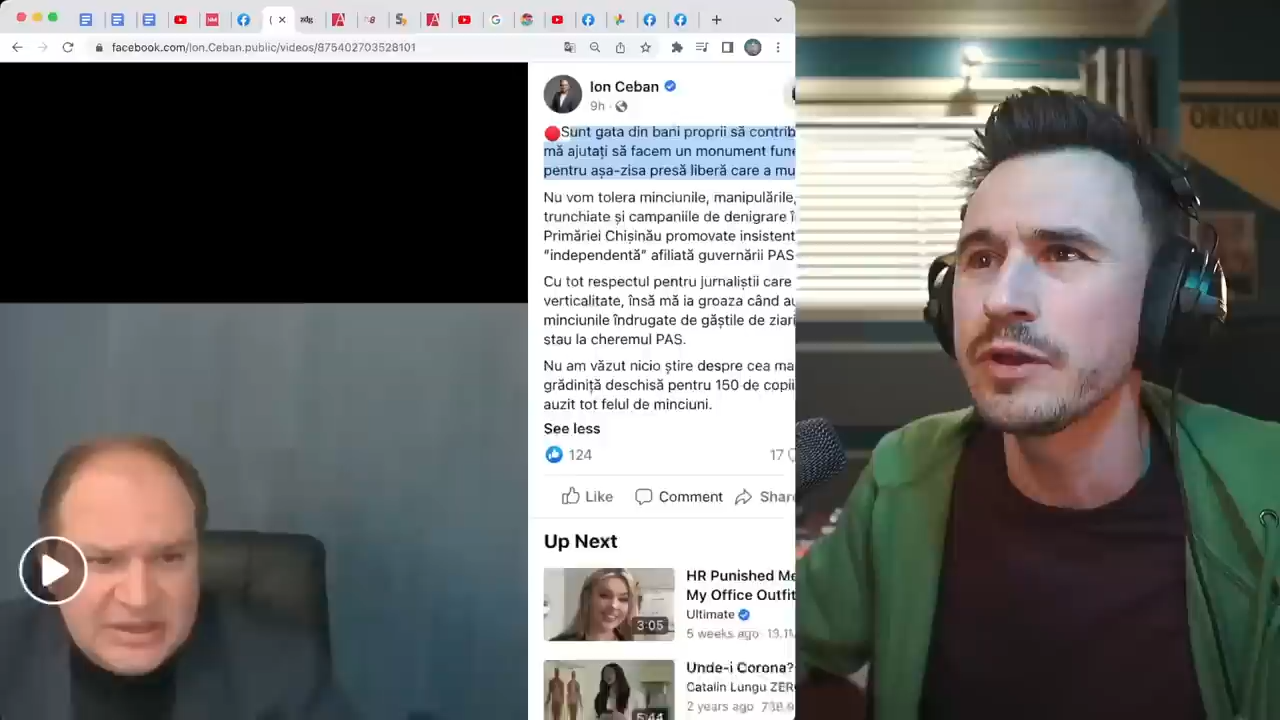 facebook.com/Ion.Ceban.public/videos/875402703528101
Ion Ceban
9h
Sunt gata din bani proprii să contrib
mă ajutați să facem un monument fune
pentru așa-zisa presă liberă care a mu
Nu vom tolera minciunile, manipulările,
trunchiate și campaniile de denigrare î
Primăriei Chișinău promovate insistent
"independentă" afiliată guvernării PAS
Cu tot respectul pentru jurnaliștii care
verticalitate, însă mă ia groaza când au
minciunile îndrugate de găștile de ziari
stau la cheremul PAS.
Nu am văzut nicio știre despre cea ma
grădiniță deschisă pentru 150 de copii
auzit tot felul de minciuni.
See less
124
17
Like
Comment
Share
Up Next
HR Punished Me
My Office Outfit
Ultimate
3:05
5 weeks ago
Unde-i Corona?
Catalin Lungu ZERO
2 years ago
5:44
zdg
ORICUM